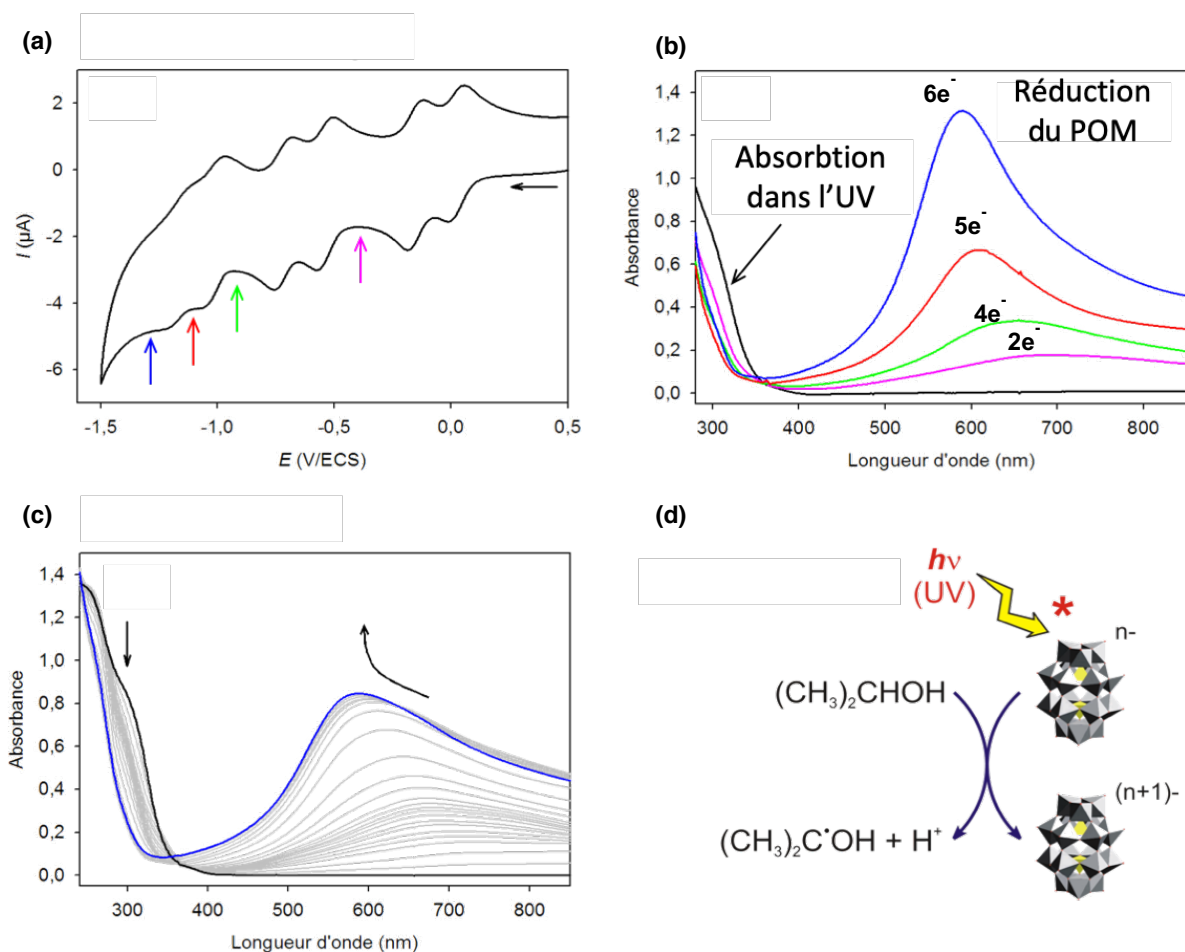 (a)
2
0
-2
-4
-6
I (µA)
-1,5
-1,0
-0,5
0,0
0,5
E (V/ECS)
(b)
1,4
1,2
1,0
0,8
0,6
0,4
0,2
0,0
Absorbance
6e-
Réduction
du POM
Absorbtion
dans l'UV
5e-
4e-
2e-
300
400
500
600
700
800
Longueur d'onde (nm)
(c)
1,4
1,2
1,0
0,8
0,6
0,4
0,2
0,0
Absorbance
300
400
500
600
700
800
Longueur d'onde (nm)
(d)
hν
(UV)
*
n-
(CH3)2CHOH
(n+1)-
(CH3)2C•OH + H+